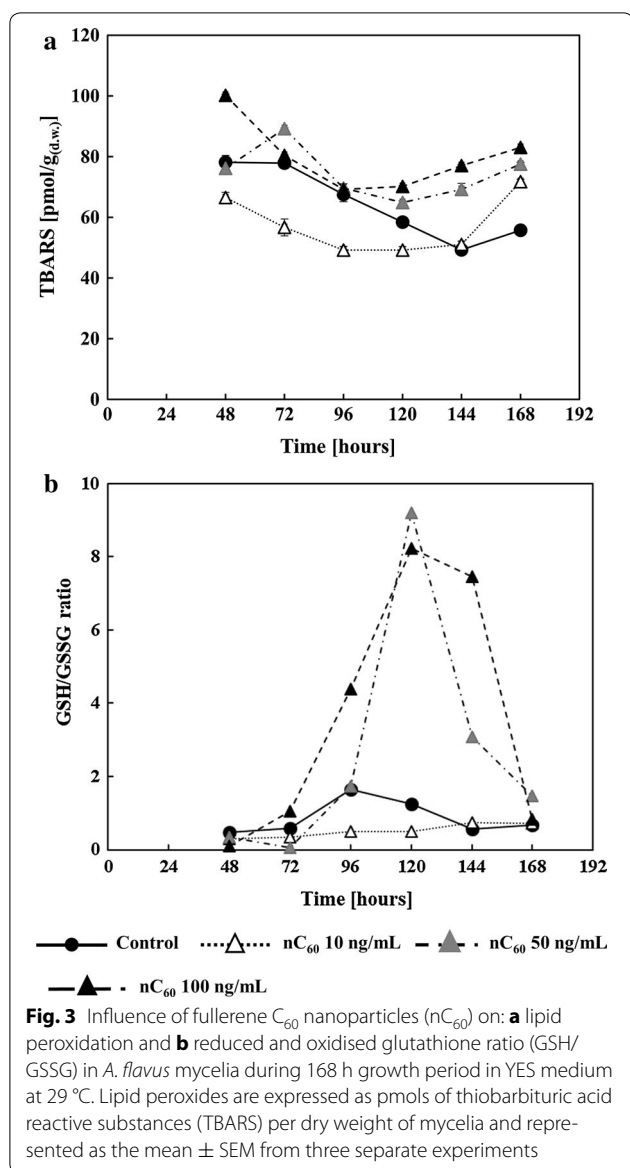 a
100
80
60
40
20
0
TBARS [pmol/g(d.w.)]
0 24 48 72 96 120 144 168 192
Time [hours]
b
10
8
6
4
2
0
GSH/GSSG ratio
0 24 48 72 96 120 144 168 192
Time [hours]
Control nC60 10 ng/mL nC60 50 ng/mL
nC60 100 ng/mL
Fig. 3 Influence of fullerene C60 nanoparticles (nC60) on: a lipid
peroxidation and b reduced and oxidised glutathione ratio (GSH/
GSSG) in A. flavus mycelia during 168 h growth period in YES medium
at 29 °C. Lipid peroxides are expressed as pmols of thiobarbituric acid
reactive substances (TBARS) per dry weight of mycelia and repre-
sented as the mean ± SEM from three separate experiments